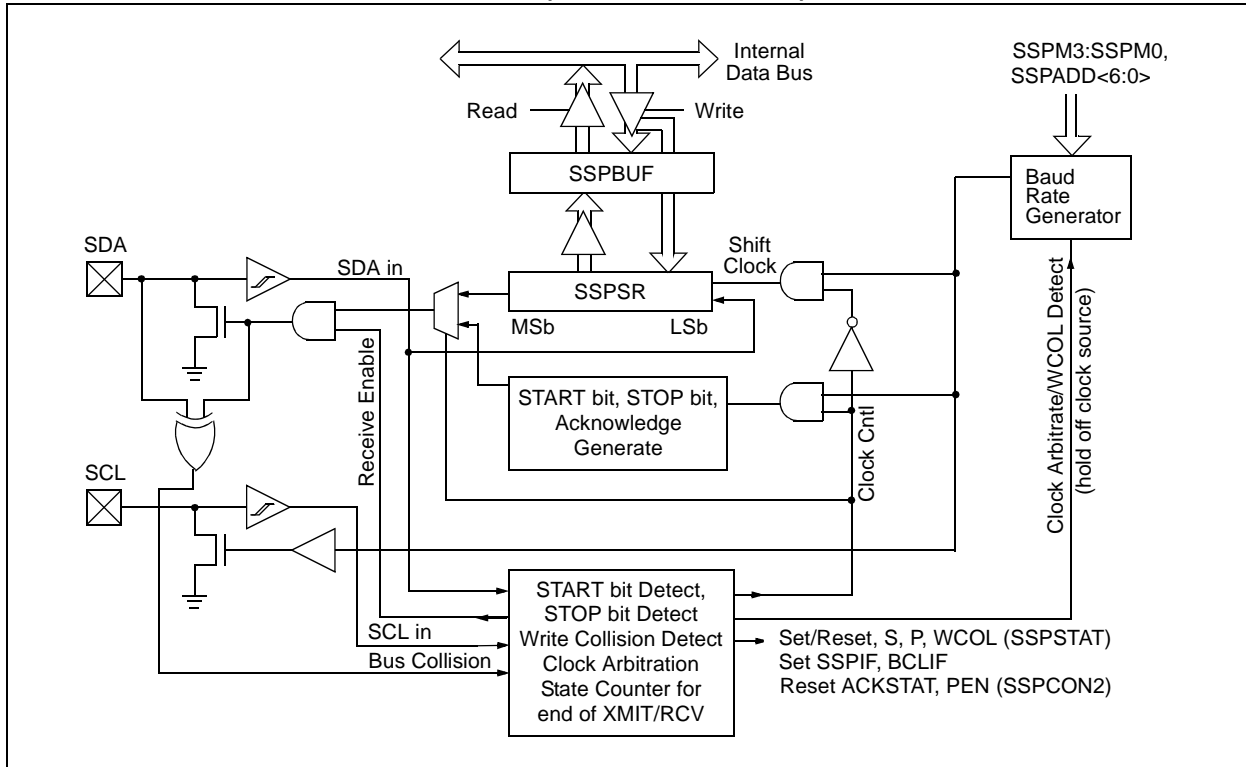 Internal
Data Bus
SSPM3:SSPM0,
SSPADD<6:0>
Read
Write
SSPBUF
Baud
Rate
Generator
SDA
SDA in
Shift
Clock
SSPSR
MSb
LSb
START bit, STOP bit,
Acknowledge
Generate
Receive Enable
Clock Cntl
Clock Arbitrate/WCOL Detect
(hold off clock source)
SCL
SCL in
Bus Collision
START bit Detect,
STOP bit Detect
Write Collision Detect
Clock Arbitration
State Counter for
end of XMIT/RCV
Set/Reset, S, P, WCOL (SSPSTAT)
Set SSPIF, BCLIF
Reset ACKSTAT, PEN (SSPCON2)